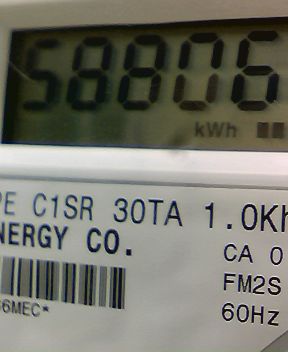 58806
kWh
PE C1SR 30TA 1.0Kh
NERGY CO.
CA 0
FM2S
60Hz
6MEC*